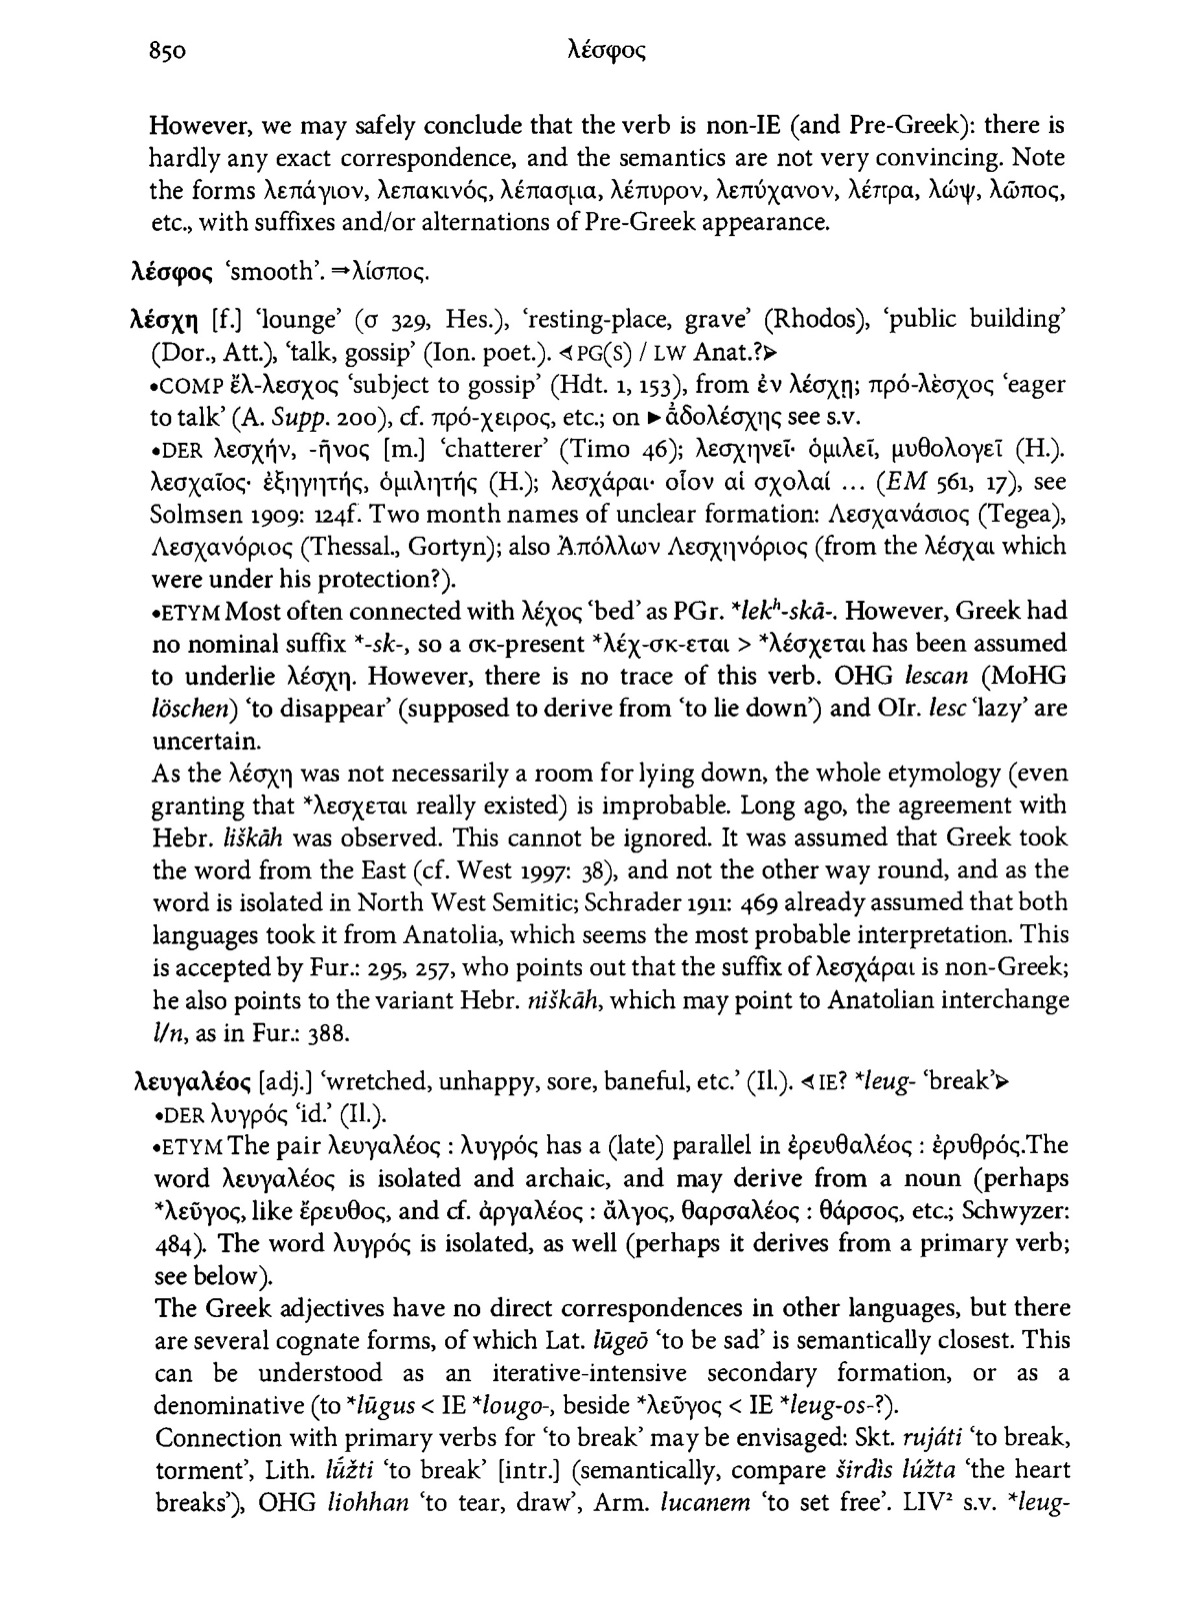 850 λέσφος
However, we may safely conclude that the verb is non-IE (and Pre-Greek): there is
hardly any exact correspondence, and the semantics are not very convincing. Note
the forms λεπάγιον, λεπακινός, λέπασμα, λέπυρον, λεπύχανον, λέπρα, λώψ, λῶπος,
etc., with suffixes and/or alternations of Pre-Greek appearance.
λέσφος ‘smooth’. ⇒λίσπος.
λέσχη [f.] ‘lounge’ (σ 329, Hes.), ‘resting-place, grave’ (Rhodos), ‘public building’
(Dor., Att.), ‘talk, gossip’ (Ion. poet.). ⋖PG(S) / LW Anat.?⋗
•COMP ἔλ-λεσχος ‘subject to gossip’ (Hdt. 1, 153), from ἐν λέσχῃ; πρό-λὲσχος ‘eager
to talk’ (A. Supp. 200), cf. πρό-χειρος, etc.; on ►ἀδολέσχης see s.v.
•DER λεσχήν, -ῆνος [m.] ‘chatterer’ (Timo 46); λεσχηνεῖ· ὁμιλεῖ, μυθολογεῖ (H.).
λεσχαῖος· ἐξηγητής, ὁμιλητής (H.); λεσχάραι· οἷον αἱ σχολαί ... (EM 561, 17), see
Solmsen 1909: 124f. Two month names of unclear formation: Λεσχανάσιος (Tegea),
Λεσχανόριος (Thessal., Gortyn); also Ἀπόλλων Λεσχηνόριος (from the λέσχαι which
were under his protection?).
•ETYM Most often connected with λέχος ‘bed’ as PGr. *lekʰ-skā-. However, Greek had
no nominal suffix *-sk-, so a σκ-present *λέχ-σκ-εται > *λέσχεται has been assumed
to underlie λέσχη. However, there is no trace of this verb. OHG lescan (MoHG
löschen) ‘to disappear’ (supposed to derive from ‘to lie down’) and OIr. lesc ‘lazy’ are
uncertain.
As the λέσχη was not necessarily a room for lying down, the whole etymology (even
granting that *λεσχεται really existed) is improbable. Long ago, the agreement with
Hebr. liškāh was observed. This cannot be ignored. It was assumed that Greek took
the word from the East (cf. West 1997: 38), and not the other way round, and as the
word is isolated in North West Semitic; Schrader 1911: 469 already assumed that both
languages took it from Anatolia, which seems the most probable interpretation. This
is accepted by Fur.: 295, 257, who points out that the suffix of λεσχάραι is non-Greek;
he also points to the variant Hebr. niškāh, which may point to Anatolian interchange
l/n, as in Fur.: 388.
λευγαλέος [adj.] ‘wretched, unhappy, sore, baneful, etc.’ (Il.). ⋖IE? *leug- ‘break’⋗
•DER λυγρός ‘id.’ (Il.).
•ETYM The pair λευγαλέος : λυγρός has a (late) parallel in ἐρευθαλέος : ἐρυθρός.The
word λευγαλέος is isolated and archaic, and may derive from a noun (perhaps
*λεῦγος, like ἔρευθος, and cf. ἀργαλέος : ἄλγος, θαρσαλέος : θάρσος, etc.; Schwyzer:
484). The word λυγρός is isolated, as well (perhaps it derives from a primary verb;
see below).
The Greek adjectives have no direct correspondences in other languages, but there
are several cognate forms, of which Lat. lūgeō ‘to be sad’ is semantically closest. This
can be understood as an iterative-intensive secondary formation, or as a
denominative (to *lūgus < IE *lougo-, beside *λεῦγος < IE *leug-os-?).
Connection with primary verbs for ‘to break’ may be envisaged: Skt. rujáti ‘to break,
torment’, Lith. lū́žti ‘to break’ [intr.] (semantically, compare širdìs lúžta ‘the heart
breaks’), OHG liohhan ‘to tear, draw’, Arm. lucanem ‘to set free’. LIV² s.v. *leug-